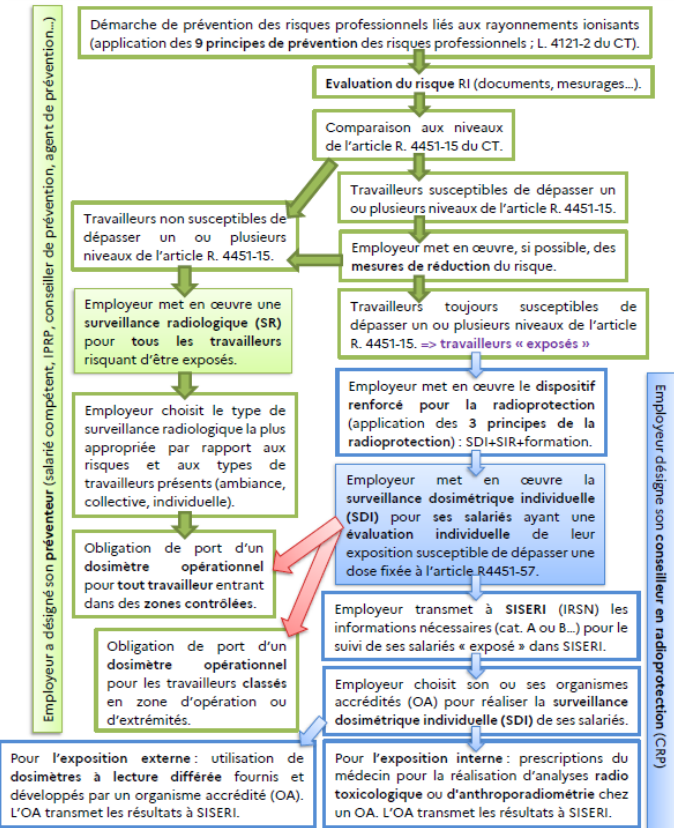 Démarche de prévention des risques professionnels liés aux rayonnements ionisants
(application des 9 principes de prévention des risques professionnels ; L. 4121-2 du CT).
Evaluation du risque RI (documents, mesurages...).
Comparaison aux niveaux
de l'article R. 4451-15 du CT.
Travailleurs susceptibles de dépasser un
ou plusieurs niveaux de l'article R. 4451-15.
Travailleurs non susceptibles de
dépasser un ou plusieurs
niveaux de l'article R. 4451-15.
Employeur met en œuvre, si possible, des
mesures de réduction du risque.
Employeur met en œuvre une
surveillance radiologique (SR)
pour tous les travailleurs
risquant d'être exposés.
Travailleurs toujours susceptibles de
dépasser un ou plusieurs niveaux de l'article
R. 4451-15. => travailleurs « exposés »
Employeur met en œuvre le dispositif
renforcé pour la radioprotection
(application des 3 principes de la
radioprotection) : SDI+SIR+formation.
Employeur choisit le type de
surveillance radiologique la plus
appropriée par rapport aux
risques et aux types de
travailleurs présents (ambiance,
collective, individuelle).
Employeur met en œuvre la
surveillance dosimétrique individuelle
(SDI) pour ses salariés ayant une
évaluation individuelle de leur
exposition susceptible de dépasser une
dose fixée à l'article R4451-57.
Obligation de port d'un
dosimètre opérationnel
pour tout travailleur entrant
dans des zones contrôlées.
Employeur transmet à SISERI (IRSN) les
informations nécessaires (cat. A ou B...) pour le
suivi de ses salariés « exposé » dans SISERI.
Obligation de port d'un
dosimètre opérationnel
pour les travailleurs classés
en zone d'opération ou
d'extrémités.
Employeur choisit son ou ses organismes
accrédités (OA) pour réaliser la surveillance
dosimétrique individuelle (SDI) de ses salariés.
Pour l'exposition externe : utilisation de
dosimètres à lecture différée fournis et
développés par un organisme accrédité (OA).
L'OA transmet les résultats à SISERI.
Pour l'exposition interne : prescriptions du
médecin pour la réalisation d'analyses radio
toxicologique ou d'anthroporadiométrie chez
un OA. L'OA transmet les résultats à SISERI.
Employeur a désigné son préventeur (salarié compétent, IPRP, conseiller de prévention, agent de prévention...)
Employeur désigne son conseilleur en radioprotection (CRP)